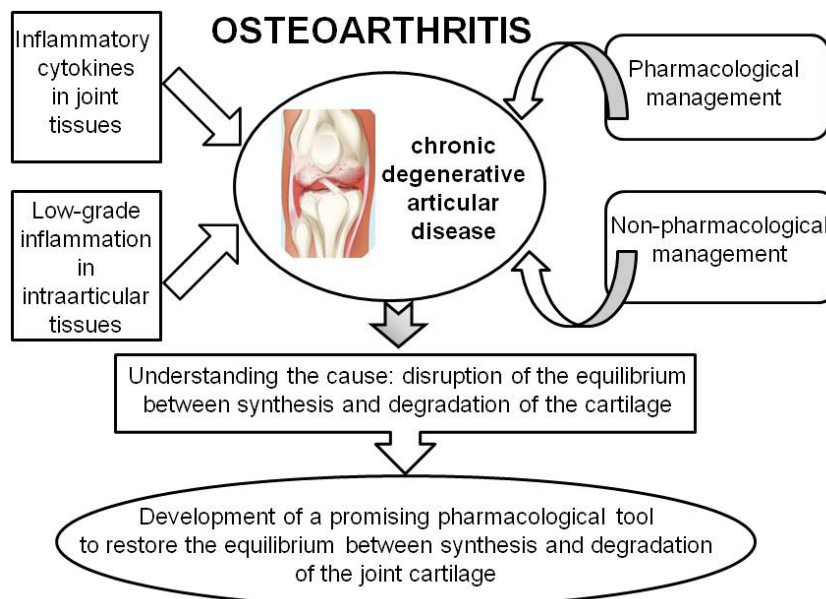 OSTEOARTHRITIS
Inflammatory
cytokines
in joint
tissues
Low-grade
inflammation
in
intraarticular
tissues
chronic
degenerative
articular
disease
Pharmacological
management
Non-pharmacological
management
Understanding the cause: disruption of the equilibrium
between synthesis and degradation of the cartilage
Development of a promising pharmacological tool
to restore the equilibrium between synthesis and degradation
of the joint cartilage